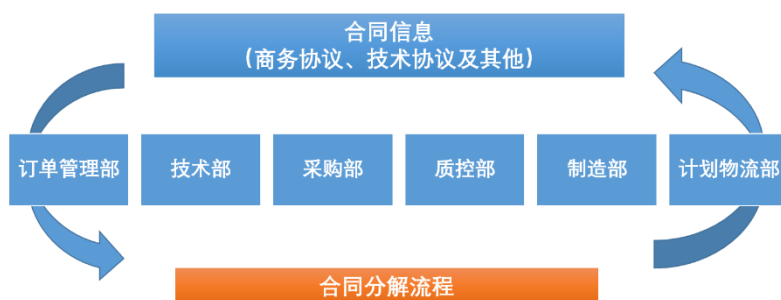 合同信息
（商务协议、技术协议及其他）
订单管理部
技术部
采购部
质控部
制造部
计划物流部
合同分解流程